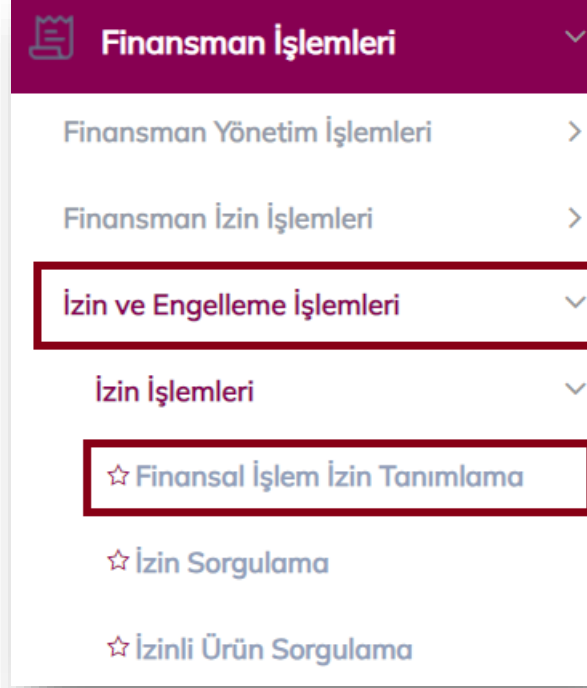 Finansman İşlemleri
Finansman Yönetim İşlemleri
Finansman İzin İşlemleri
İzin ve Engelleme İşlemleri
İzin İşlemleri
Finansal İşlem İzin Tanımlama
İzin Sorgulama
İzinli Ürün Sorgulama